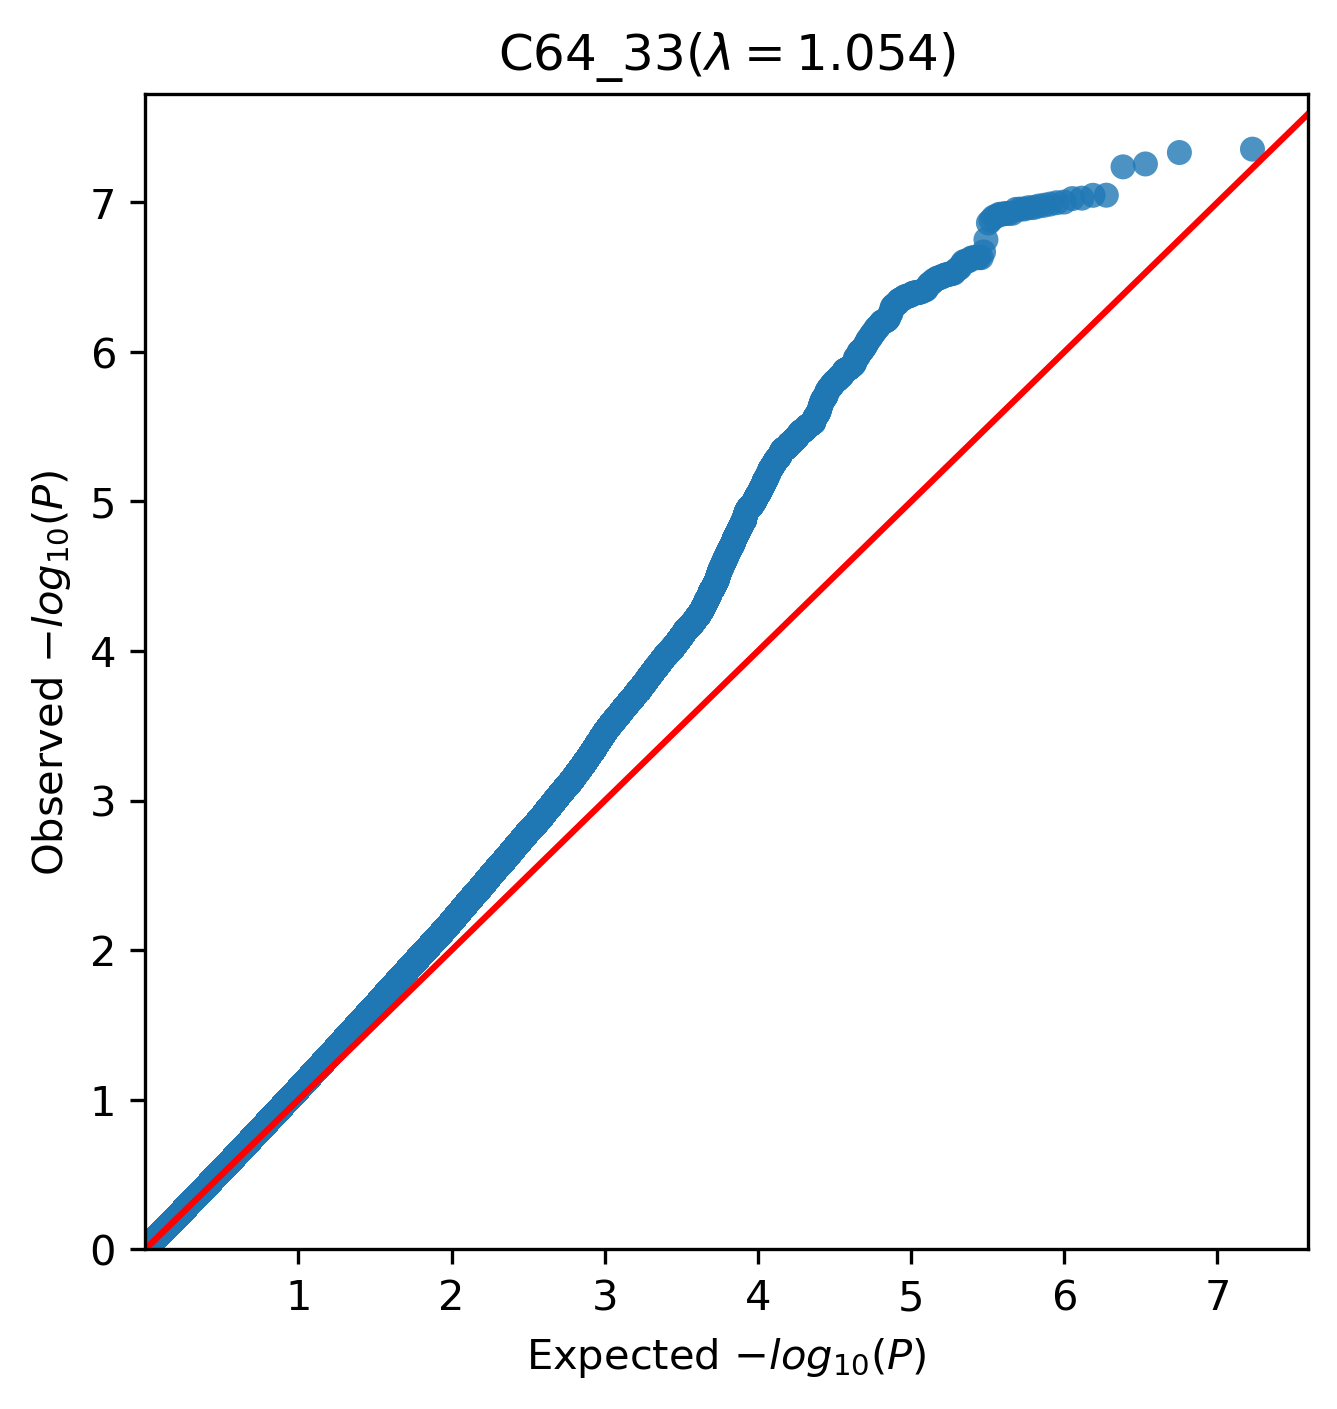 C64_33(λ = 1.054)
Observed −log10(P)
7
6
5
4
3
2
1
0
1 2 3 4 5 6 7
Expected −log10(P)